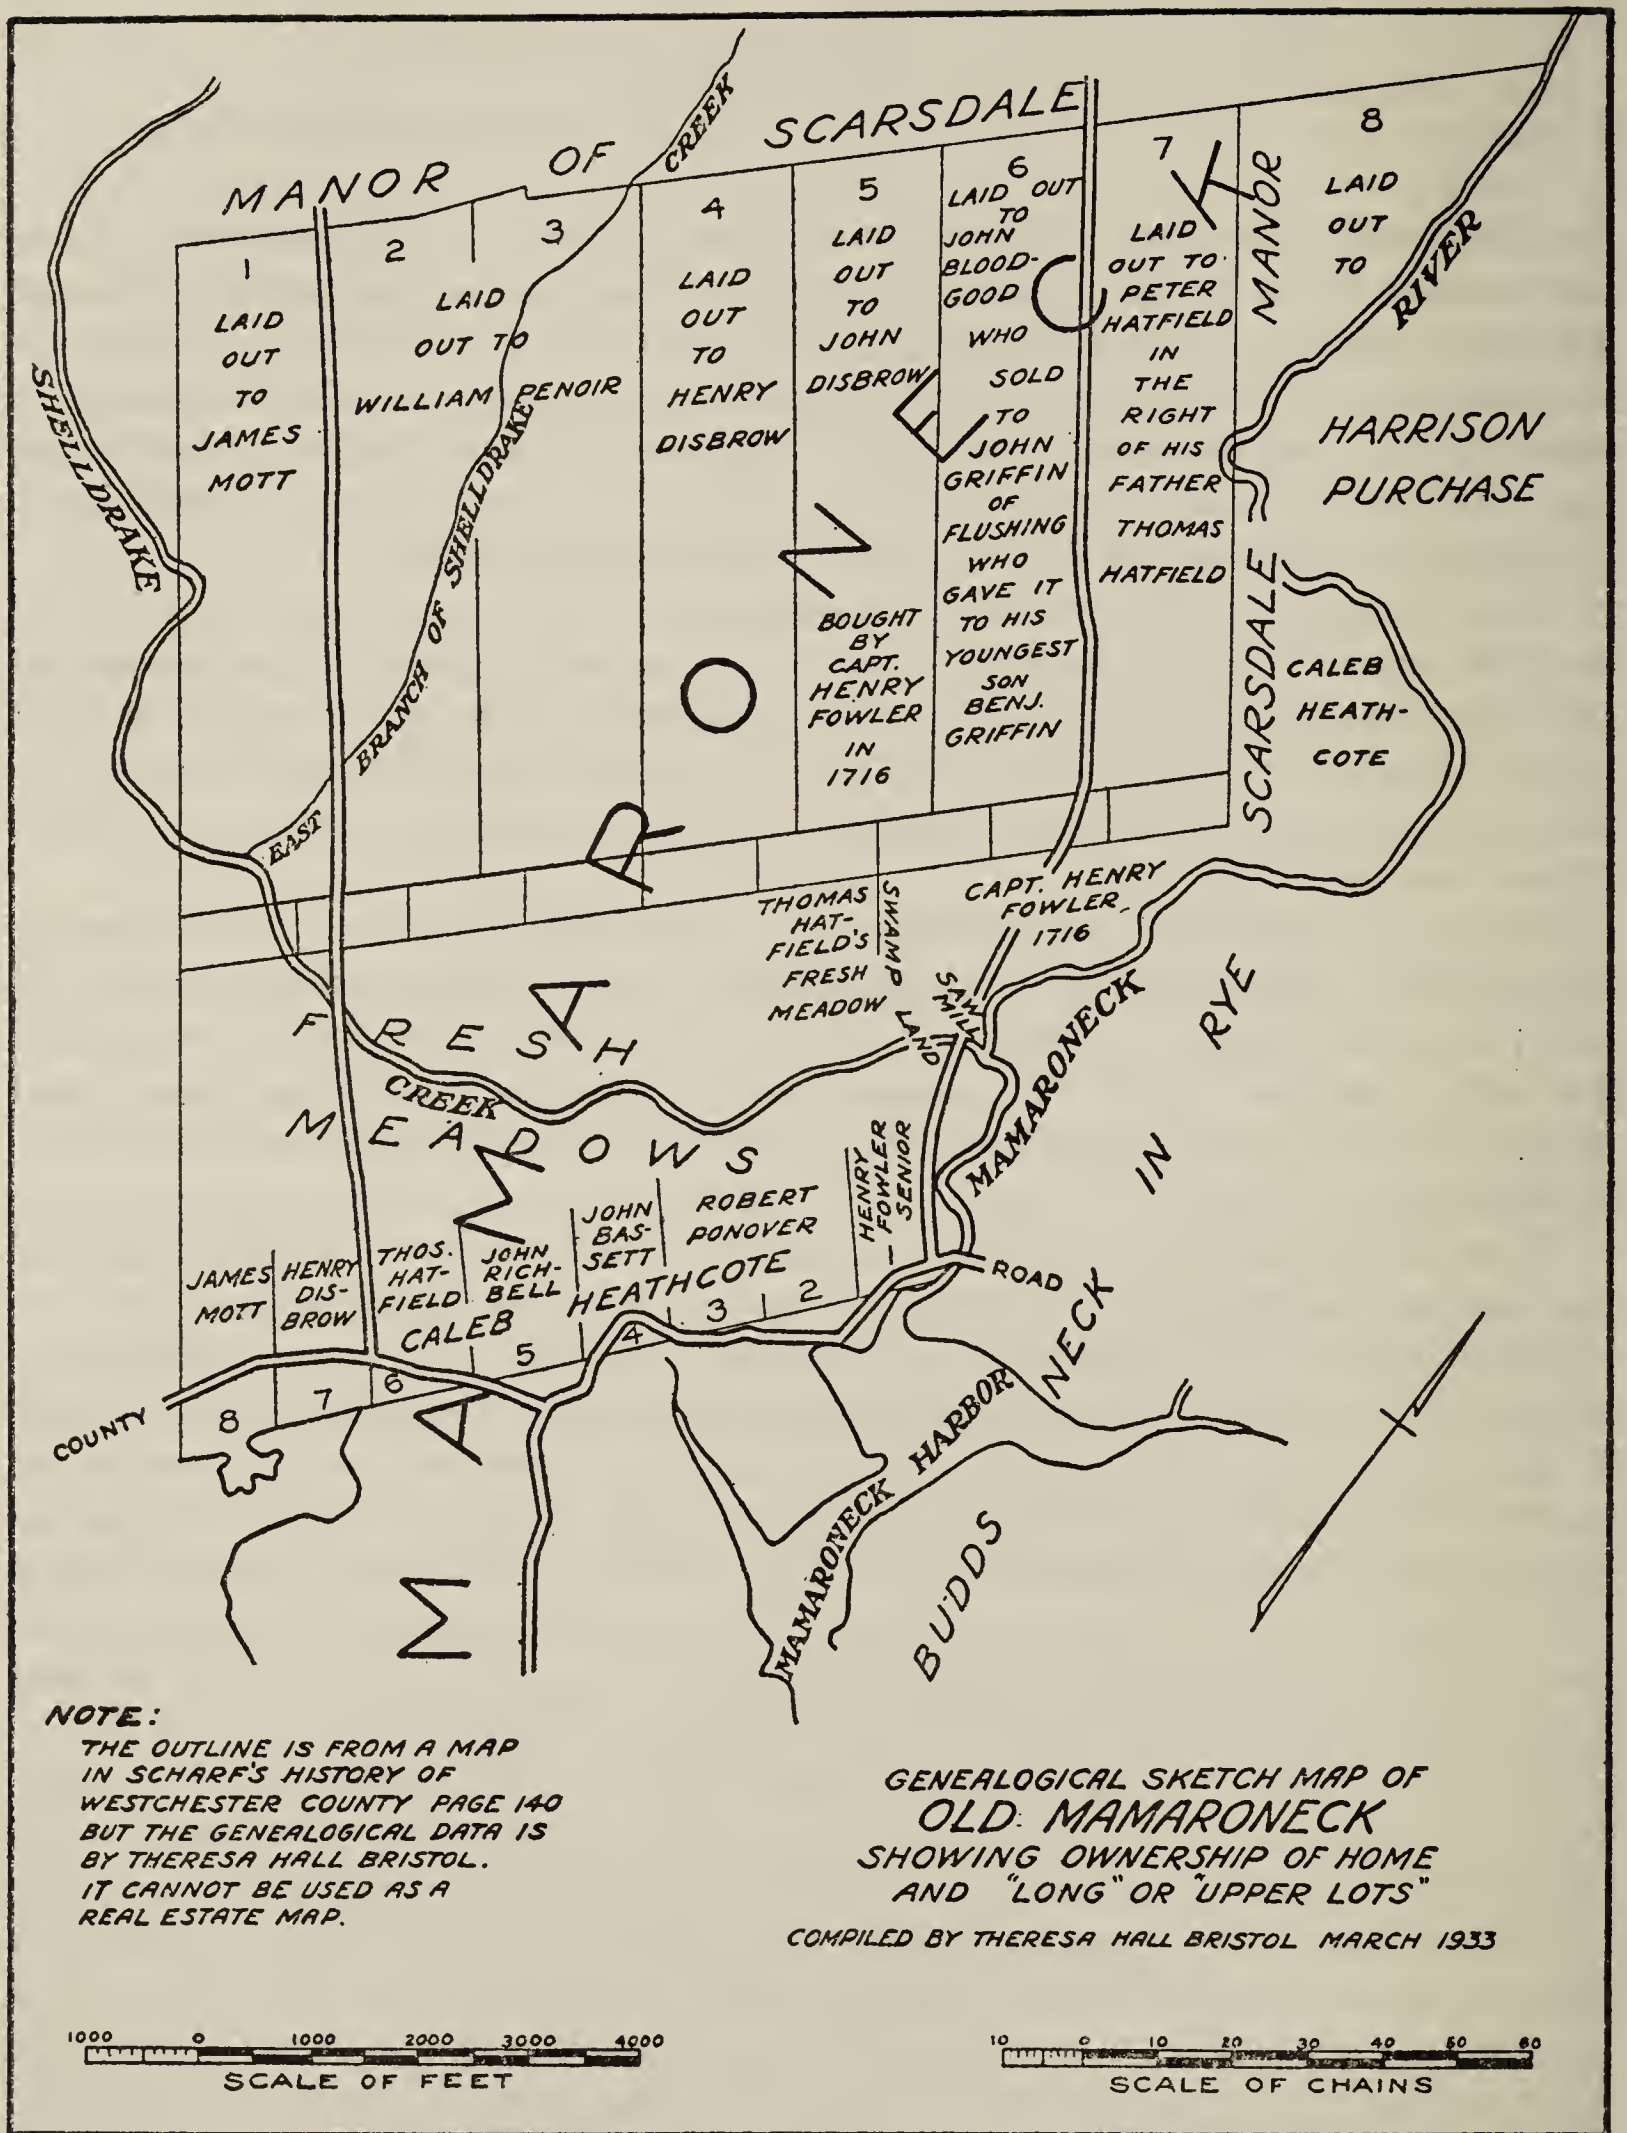 MANOR OF SCARSDALE
CREEK
1
LAID
OUT
TO
JAMES
MOTT
2
3
LAID
OUT TO
WILLIAM PENOIR
4
LAID
OUT
TO
HENRY
DISBROW
5
LAID
OUT
TO
JOHN
DISBROW
BOUGHT
BY
CAPT.
HENRY
FOWLER
IN
1716
6
LAID OUT
TO
JOHN
BLOOD-
GOOD
WHO
SOLD
TO
JOHN
GRIFFIN
OF
FLUSHING
WHO
GAVE IT
TO HIS
YOUNGEST
SON
BENJ.
GRIFFIN
7
LAID
OUT TO
PETER
HATFIELD
IN
THE
RIGHT
OF HIS
FATHER
THOMAS
HATFIELD
SCARSDALE MANOR
8
LAID
OUT
TO
RIVER
HARRISON
PURCHASE
CALEB
HEATH-
COTE
SHELLDRAKE
EAST BRANCH OF SHELLDRAKE
MAMARONECK
THOMAS
HAT-
FIELD'S
FRESH
MEADOW
SWAMP LAND
SAW MILL
CAPT. HENRY
FOWLER
1716
FRESH
CREEK
MEADOWS
MAMARONECK
RYE
IN
NECK
BUDDS
JAMES
MOTT
HENRY
DIS-
BROW
THOS.
HAT-
FIELD
JOHN
RICH-
BELL
JOHN
BAS-
SETT
ROBERT
PONOVER
HENRY
FOWLER
SENIOR
CALEB HEATHCOTE
COUNTY
ROAD
8
7
6
5
4
3
2
MAMARONECK HARBOR
NOTE:
THE OUTLINE IS FROM A MAP
IN SCHARF'S HISTORY OF
WESTCHESTER COUNTY PAGE 140
BUT THE GENEALOGICAL DATA IS
BY THERESA HALL BRISTOL.
IT CANNOT BE USED AS A
REAL ESTATE MAP.
GENEALOGICAL SKETCH MAP OF
OLD MAMARONECK
SHOWING OWNERSHIP OF HOME
AND "LONG" OR "UPPER LOTS"
COMPILED BY THERESA HALL BRISTOL MARCH 1933
1000 0 1000 2000 3000 4000
SCALE OF FEET
10 0 10 20 30 40 50 60
SCALE OF CHAINS